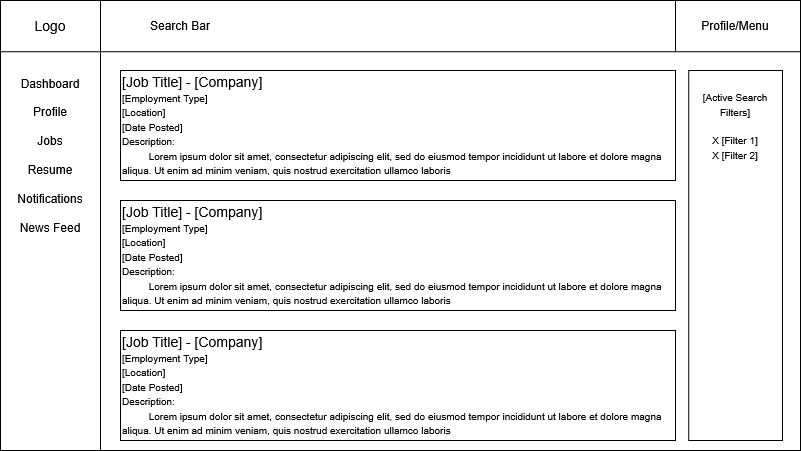 Logo
Search Bar
Profile/Menu
Dashboard
Profile
Jobs
Resume
Notifications
News Feed
[Job Title] - [Company]
[Employment Type]
[Location]
[Date Posted]
Description:
Lorem ipsum dolor sit amet, consectetur adipiscing elit, sed do eiusmod tempor incididunt ut labore et dolore magna
aliqua. Ut enim ad minim veniam, quis nostrud exercitation ullamco laboris
[Job Title] - [Company]
[Employment Type]
[Location]
[Date Posted]
Description:
Lorem ipsum dolor sit amet, consectetur adipiscing elit, sed do eiusmod tempor incididunt ut labore et dolore magna
aliqua. Ut enim ad minim veniam, quis nostrud exercitation ullamco laboris
[Job Title] - [Company]
[Employment Type]
[Location]
[Date Posted]
Description:
Lorem ipsum dolor sit amet, consectetur adipiscing elit, sed do eiusmod tempor incididunt ut labore et dolore magna
aliqua. Ut enim ad minim veniam, quis nostrud exercitation ullamco laboris
[Active Search
Filters]
X [Filter 1]
X [Filter 2]